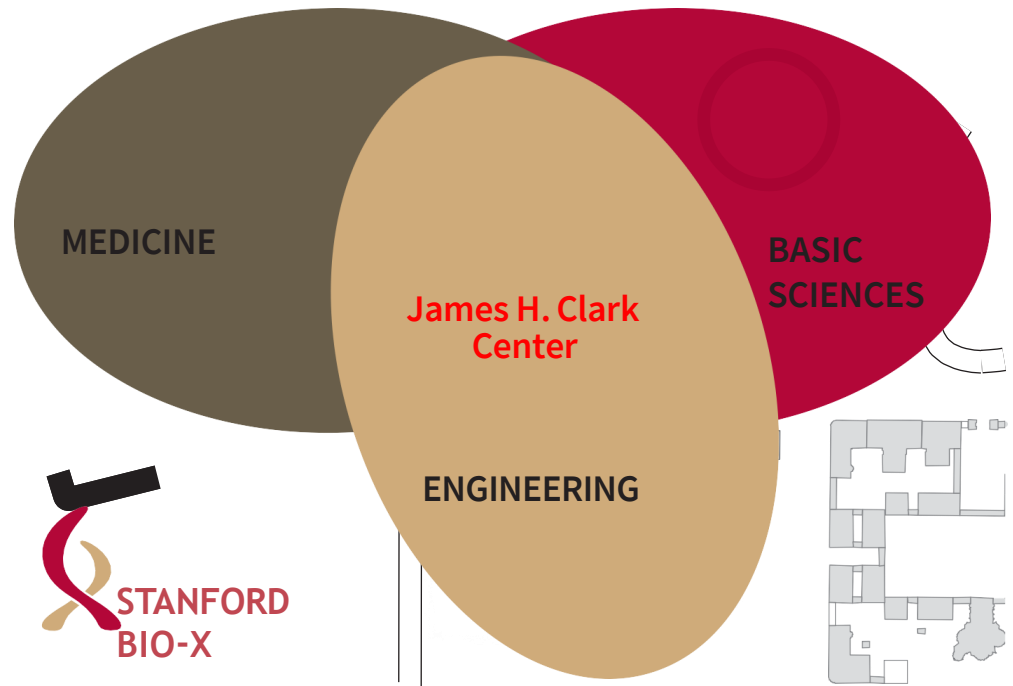 MEDICINE
BASIC
SCIENCES
James H. Clark
Center
ENGINEERING
STANFORD
BIO-X